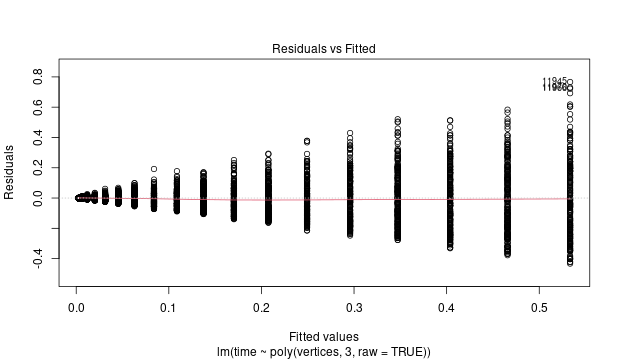 Residuals vs Fitted
Residuals
0.8
0.6
0.4
0.2
0.0
-0.4
11945
0.0 0.1 0.2 0.3 0.4 0.5
Fitted values
lm(time ~ poly(vertices, 3, raw = TRUE))